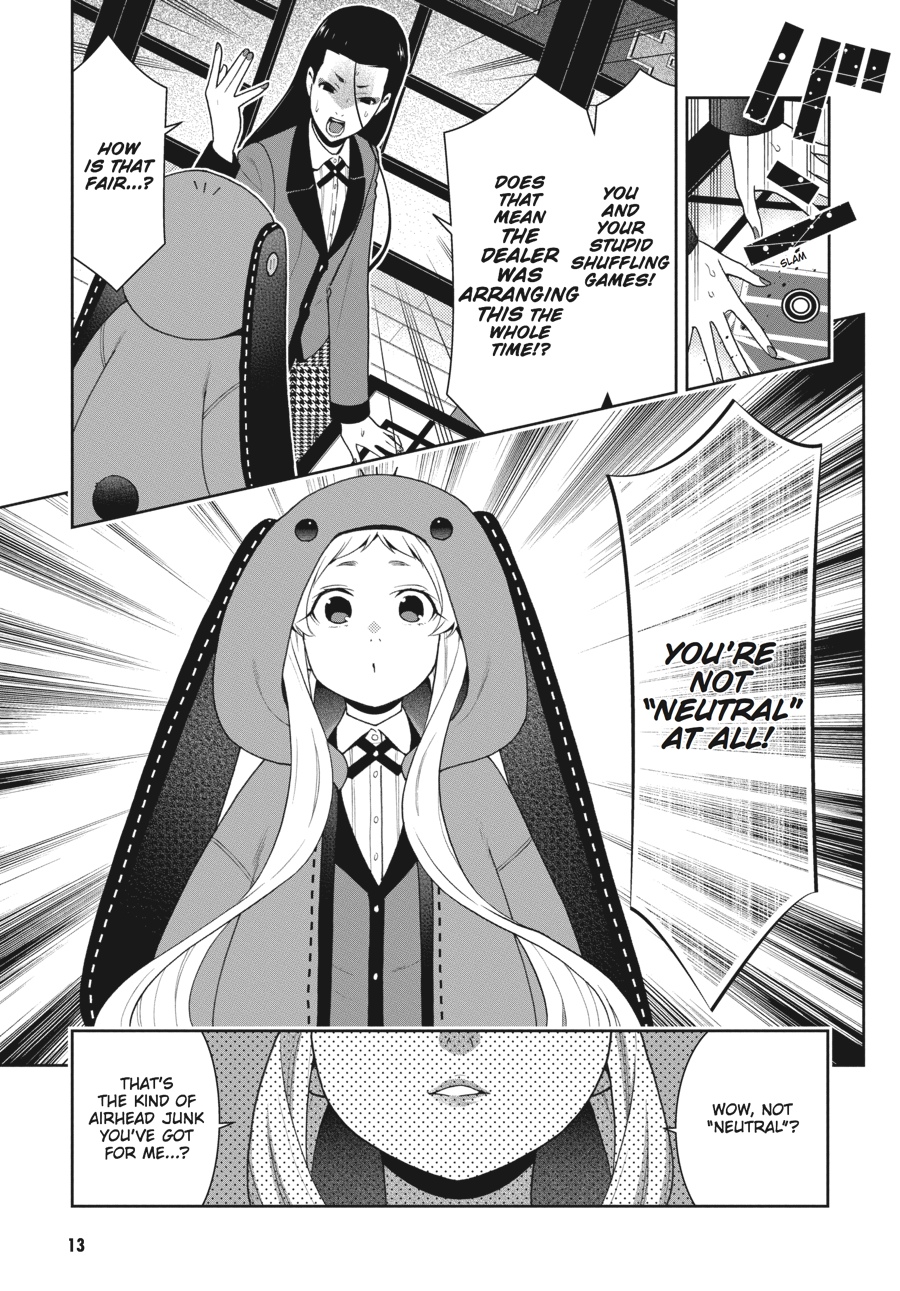 バン
SLAM
YOU
AND
YOUR
STUPID
SHUFFLING
GAMES!
DOES
THAT
MEAN
THE
DEALER
WAS
ARRANGING
THIS THE
WHOLE
TIME!?
HOW
IS THAT
FAIR...?
YOU'RE
NOT
"NEUTRAL"
AT ALL!
WOW, NOT
"NEUTRAL"?
THAT'S
THE KIND OF
AIRHEAD JUNK
YOU'VE GOT
FOR ME...?
13